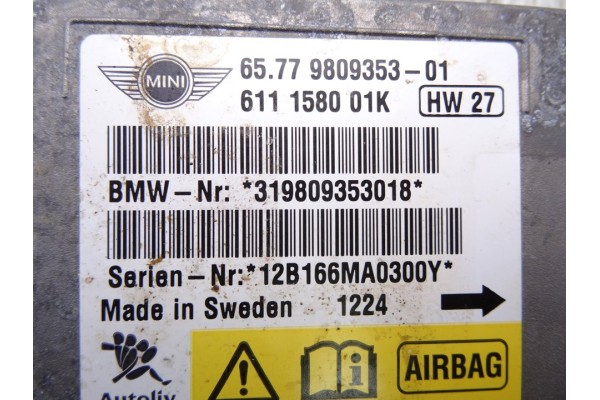 MINI
65.77 9809353-01
611 1580 01K HW 27
BMW-Nr: *319809353018*
Serien-Nr:*12B166MA0300Y*
Made in Sweden 1224
AIRBAG
Autoliv